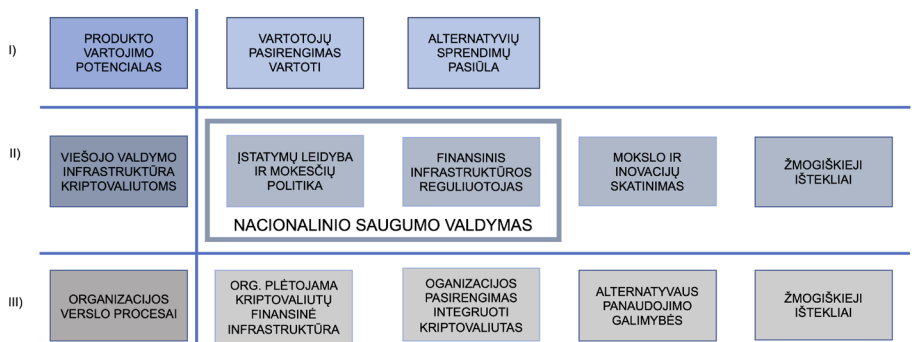 I)
PRODUKTO
VARTOJIMO
POTENCIALAS
VARTOTOJŲ
PASIRENGIMAS
VARTOTI
ALTERNATYVIŲ
SPRENDIMŲ
PASIŪLA
II)
VIEŠOJO VALDYMO
INFRASTRUKTŪRA
KRIPTOVALIUTOMS
ĮSTATYMŲ LEIDYBA
IR MOKESČIŲ
POLITIKA
FINANSINIS
INFRASTRUKTŪROS
REGULIUOTOJAS
MOKSLO IR
INOVACIJŲ
SKATINIMAS
ŽMOGIŠKIEJI
IŠTEKLIAI
NACIONALINIO SAUGUMO VALDYMAS
III)
ORGANIZACIJOS
VERSLO PROCESAI
ORG. PLĖTOJAMA
KRIPTOVALIUTŲ
FINANSINĖ
INFRASTRUKTŪRA
OGANIZACIJOS
PASIRENGIMAS
INTEGRUOTI
KRIPTOVALIUTAS
ALTERNATYVAUS
PANAUDOJIMO
GALIMYBĖS
ŽMOGIŠKIEJI
IŠTEKLIAI